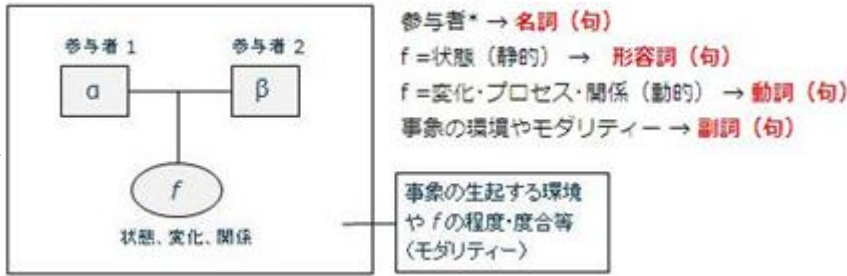 参与者 1
参与者 2
α
β
f
状態、変化、関係
参与者* → 名詞（句）
f =状態（静的） → 形容詞（句）
f =変化・プロセス・関係（動的） → 動詞（句）
事象の環境やモダリティー → 副詞（句）
事象の生起する環境
や f の程度・度合等
〈モダリティー〉